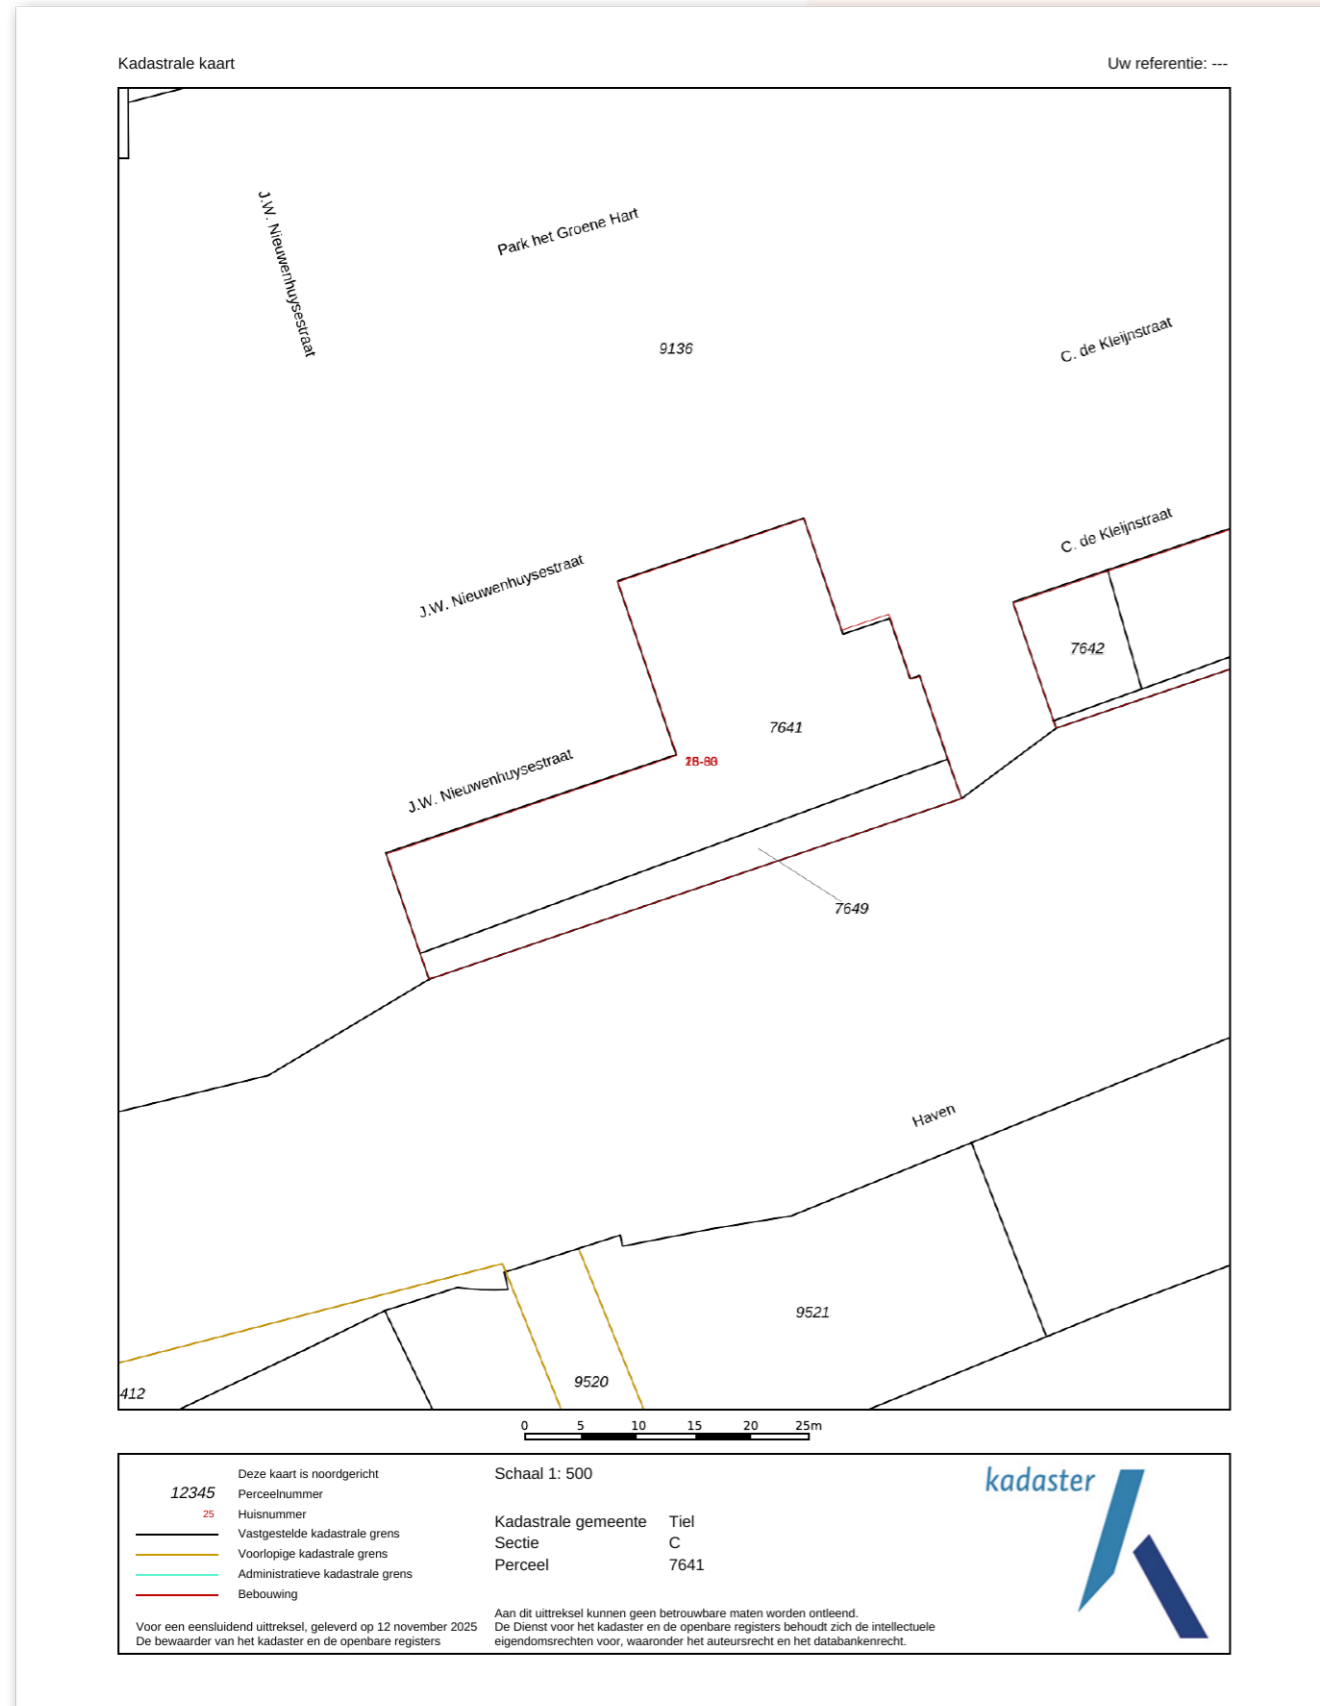 Kadastrale kaart
Uw referentie: ---
J.W. Nieuwenhuysestraat
Park het Groene Hart
9136
C. de Kleijnstraat
C. de Kleijnstraat
J.W. Nieuwenhuysestraat
7642
7641
J.W. Nieuwenhuysestraat
7649
Haven
9521
9520
412
0 5 10 15 20 25m
Deze kaart is noordgericht
12345 Perceelnummer
25 Huisnummer
Vastgestelde kadastrale grens
Voorlopige kadastrale grens
Administratieve kadastrale grens
Bebouwing
Voor een eensluidend uittreksel, geleverd op 12 november 2025
De bewaarder van het kadaster en de openbare registers
Schaal 1: 500
Kadastrale gemeente Tiel
Sectie C
Perceel 7641
Aan dit uittreksel kunnen geen betrouwbare maten worden ontleend.
De Dienst voor het kadaster en de openbare registers behoudt zich de intellectuele
eigendomsrechten voor, waaronder het auteursrecht en het databankenrecht.
kadaster